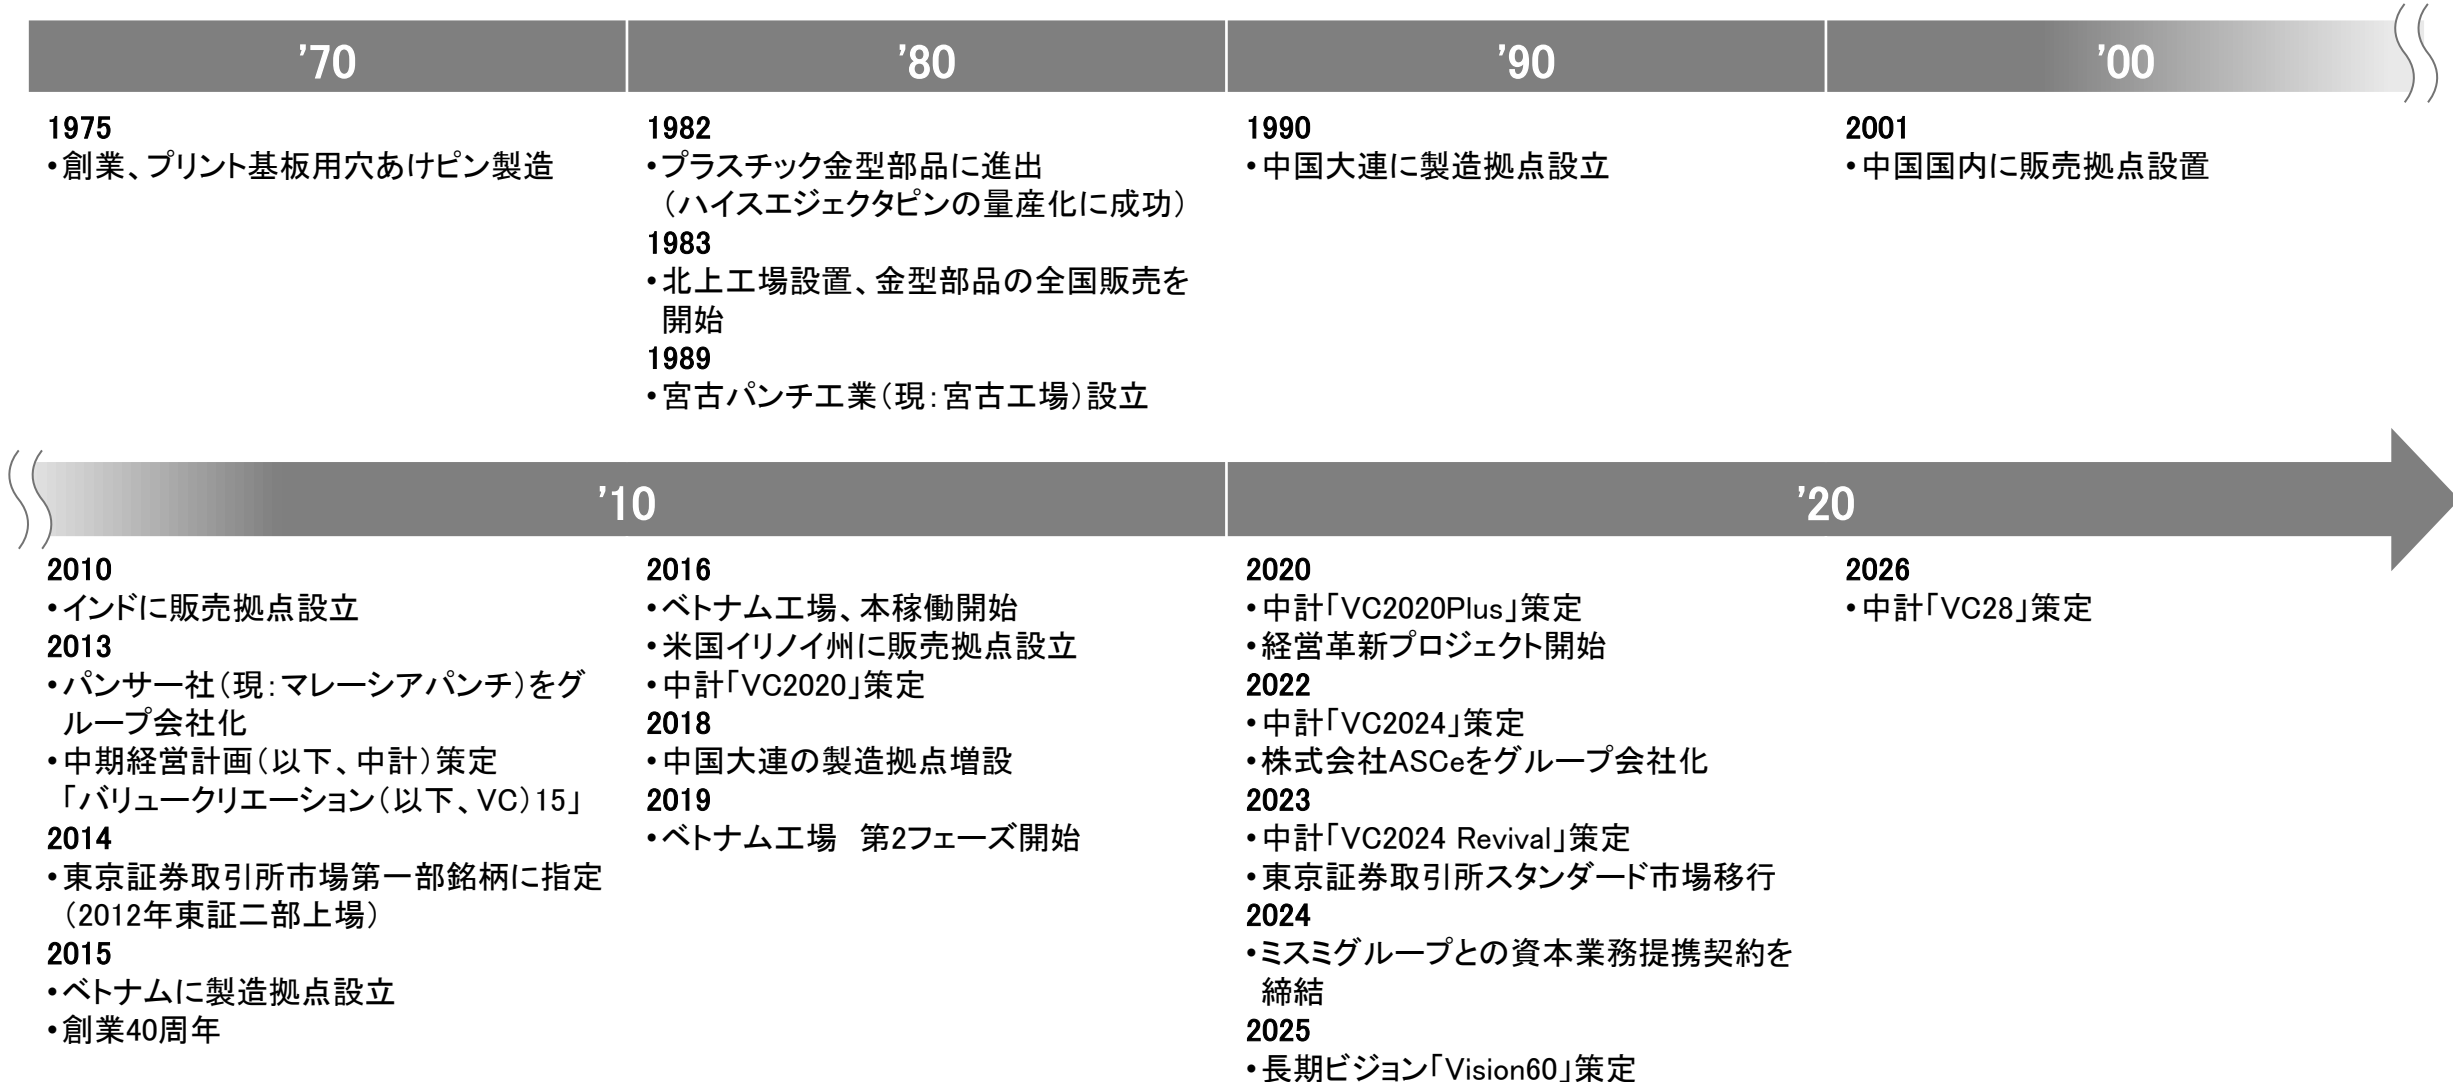 ’70
’80
’90
’00
1975
•創業、プリント基板用穴あけピン製造
1982
•プラスチック金型部品に進出
（ハイスエジェクタピンの量産化に成功）
1983
•北上工場設置、金型部品の全国販売を
開始
1989
•宮古パンチ工業（現：宮古工場）設立
1990
•中国大連に製造拠点設立
2001
•中国国内に販売拠点設置
’10
’20
2010
•インドに販売拠点設立
2013
•パンサー社（現：マレーシアパンチ）をグ
ループ会社化
•中期経営計画（以下、中計）策定
「バリュークリエーション（以下、VC）15」
2014
•東京証券取引所市場第一部銘柄に指定
（2012年東証二部上場）
2015
•ベトナムに製造拠点設立
•創業40周年
2016
•ベトナム工場、本稼働開始
•米国イリノイ州に販売拠点設立
•中計「VC2020」策定
2018
•中国大連の製造拠点増設
2019
•ベトナム工場　第2フェーズ開始
2020
•中計「VC2020Plus」策定
•経営革新プロジェクト開始
2022
•中計「VC2024」策定
•株式会社ASCeをグループ会社化
2023
•中計「VC2024 Revival」策定
•東京証券取引所スタンダード市場移行
2024
•ミスミグループとの資本業務提携契約を
締結
2025
•長期ビジョン「Vision60」策定
2026
•中計「VC28」策定